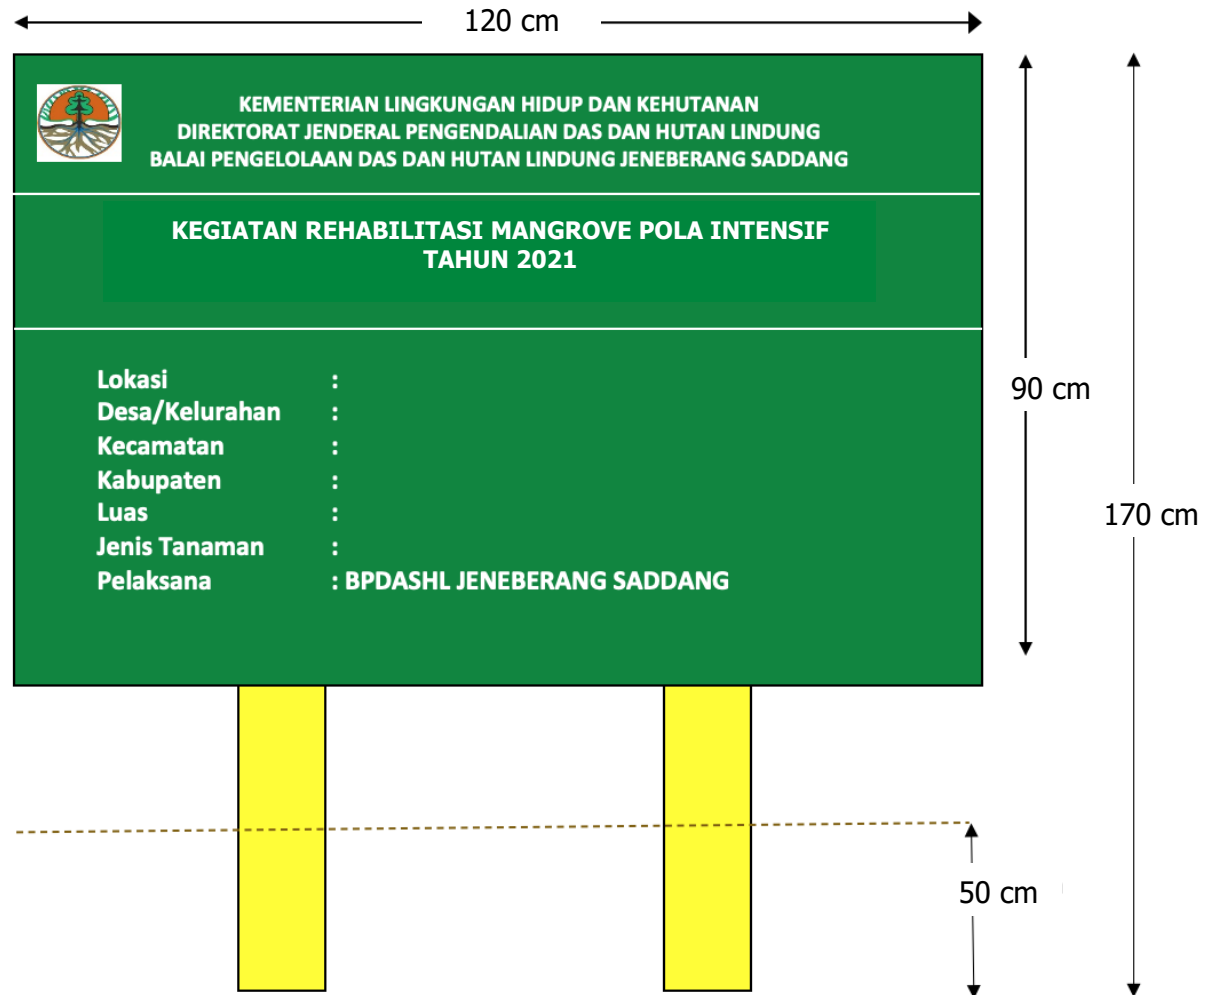 120 cm
KEMENTERIAN LINGKUNGAN HIDUP DAN KEHUTANAN
DIREKTORAT JENDERAL PENGENDALIAN DAS DAN HUTAN LINDUNG
BALAI PENGELOLAAN DAS DAN HUTAN LINDUNG JENEBERANG SADDANG
KEGIATAN REHABILITASI MANGROVE POLA INTENSIF
TAHUN 2021
Lokasi :
Desa/Kelurahan :
Kecamatan :
Kabupaten :
Luas :
Jenis Tanaman :
Pelaksana : BPDASHL JENEBERANG SADDANG
90 cm
170 cm
50 cm